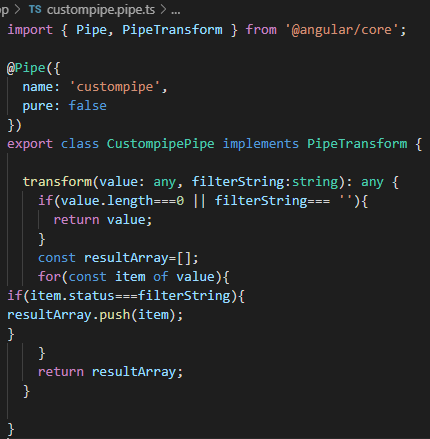 p > TS custompipe.pipe.ts > ...
import { Pipe, PipeTransform } from '@angular/core';
@Pipe({
  name: 'custompipe',
  pure: false
})
export class CustompipePipe implements PipeTransform {
  transform(value: any, filterString:string): any {
    if(value.length===0 || filterString=== ''){
      return value;
    }
    const resultArray=[];
    for(const item of value){
if(item.status===filterString){
resultArray.push(item);
}
    }
    return resultArray;
  }
}